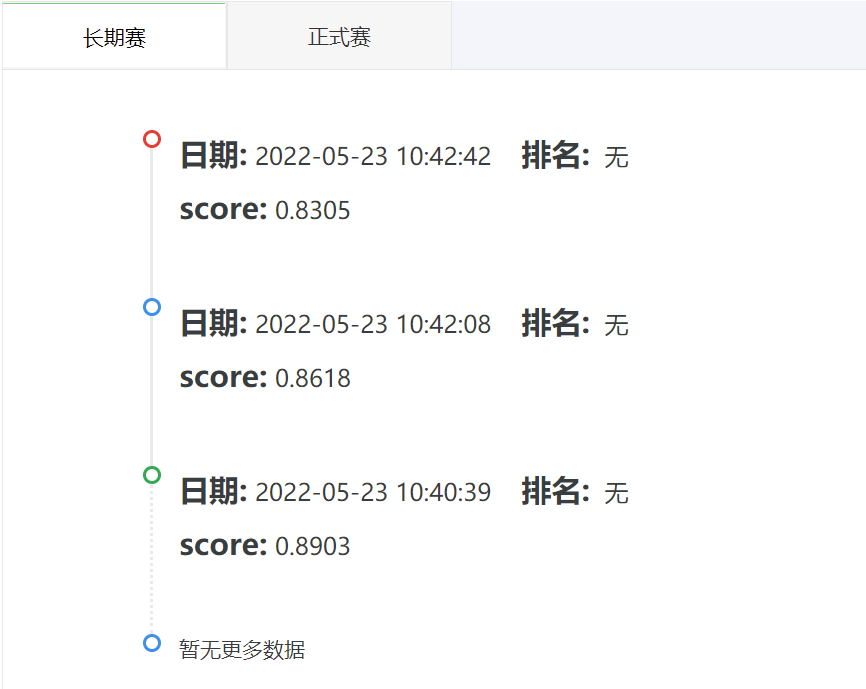 长期赛 正式赛
日期: 2022-05-23 10:42:42 排名: 无
score: 0.8305
日期: 2022-05-23 10:42:08 排名: 无
score: 0.8618
日期: 2022-05-23 10:40:39 排名: 无
score: 0.8903
暂无更多数据